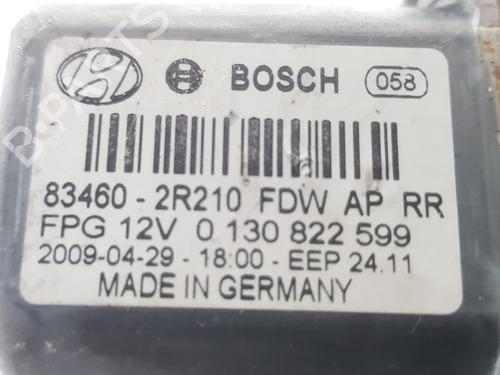 BOSCH 058
83460 - 2R210 FDW AP RR
FPG 12V 0 130 822 599
2009-04-29 - 18:00 - EEP 24.11
MADE IN GERMANY
B-PARTS